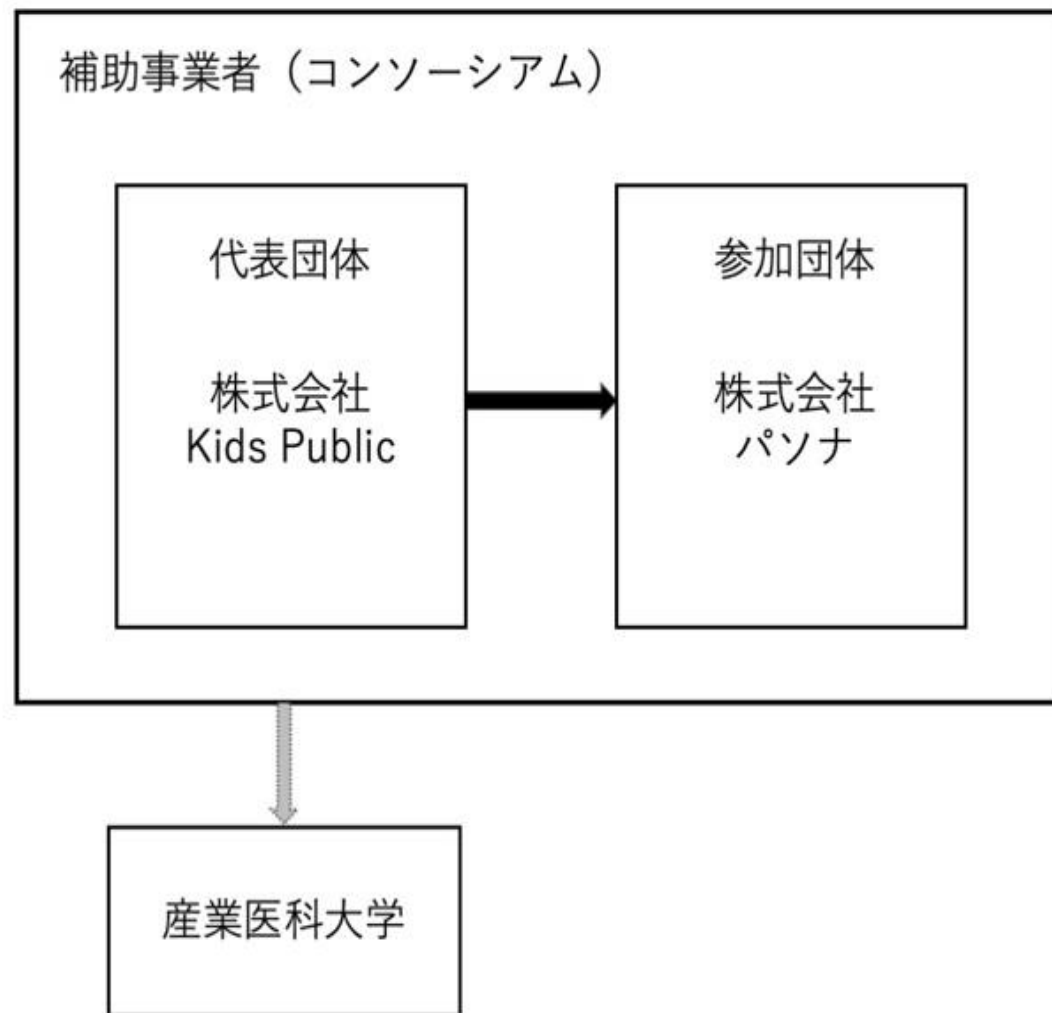 補助事業者（コンソーシアム）
代表団体
株式会社
Kids Public
参加団体
株式会社
パソナ
産業医科大学